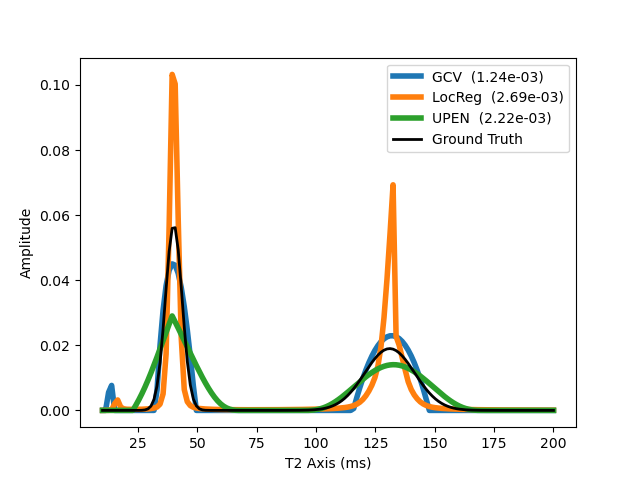 GCV (1.24e-03)
LocReg (2.69e-03)
UPEN (2.22e-03)
Ground Truth
0.10
0.08
0.06
0.04
0.02
0.00
Amplitude
25 50 75 100 125 150 175 200
T2 Axis (ms)